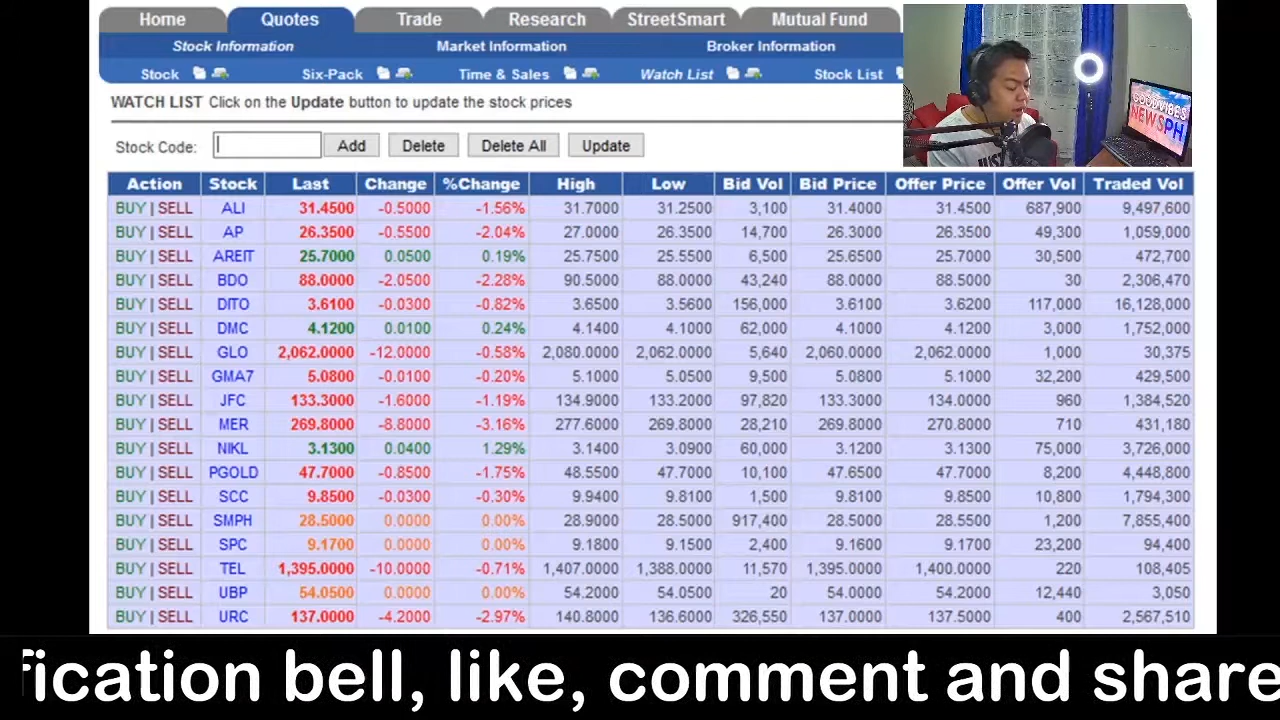 Home Quotes Trade Research StreetSmart Mutual Fund
Stock Information Market Information Broker Information
Stock Six-Pack Time & Sales Watch List Stock List
WATCH LIST Click on the Update button to update the stock prices
Stock Code: Add Delete Delete All Update
GOODVIBES
NEWSPH
Action Stock Last Change %Change High Low Bid Vol Bid Price Offer Price Offer Vol Traded Vol
BUY | SELL ALI 31.4500 -0.5000 -1.56% 31.7000 31.2500 3,100 31.4000 31.4500 687,900 9,497,600
BUY | SELL AP 26.3500 -0.5500 -2.04% 27.0000 26.3500 14,700 26.3000 26.3500 49,300 1,059,000
BUY | SELL AREIT 25.7000 0.0500 0.19% 25.7500 25.5500 6,500 25.6500 25.7000 30,500 472,700
BUY | SELL BDO 88.0000 -2.0500 -2.28% 90.5000 88.0000 43,240 88.0000 88.5000 30 2,306,470
BUY | SELL DITO 3.6100 -0.0300 -0.82% 3.6500 3.5600 156,000 3.6100 3.6200 117,000 16,128,000
BUY | SELL DMC 4.1200 0.0100 0.24% 4.1400 4.1000 62,000 4.1000 4.1200 3,000 1,752,000
BUY | SELL GLO 2,062.0000 -12.0000 -0.58% 2,080.0000 2,062.0000 5,640 2,060.0000 2,062.0000 1,000 30,375
BUY | SELL GMA7 5.0800 -0.0100 -0.20% 5.1000 5.0500 9,500 5.0800 5.1000 32,200 429,500
BUY | SELL JFC 133.3000 -1.6000 -1.19% 134.9000 133.2000 97,820 133.3000 134.0000 960 1,384,520
BUY | SELL MER 269.8000 -8.8000 -3.16% 277.6000 269.8000 28,210 269.8000 270.8000 710 431,180
BUY | SELL NIKL 3.1300 0.0400 1.29% 3.1400 3.0900 60,000 3.1200 3.1300 75,000 3,726,000
BUY | SELL PGOLD 47.7000 -0.8500 -1.75% 48.5500 47.7000 10,100 47.6500 47.7000 8,200 4,448,800
BUY | SELL SCC 9.8500 -0.0300 -0.30% 9.9400 9.8100 1,500 9.8100 9.8500 10,800 1,794,300
BUY | SELL SMPH 28.5000 0.0000 0.00% 28.9000 28.5000 917,400 28.5000 28.5500 1,200 7,855,400
BUY | SELL SPC 9.1700 0.0000 0.00% 9.1800 9.1500 2,400 9.1600 9.1700 23,200 94,400
BUY | SELL TEL 1,395.0000 -10.0000 -0.71% 1,407.0000 1,388.0000 11,570 1,395.0000 1,400.0000 220 108,405
BUY | SELL UBP 54.0500 0.0000 0.00% 54.2000 54.0500 20 54.0000 54.2000 12,440 3,050
BUY | SELL URC 137.0000 -4.2000 -2.97% 140.8000 136.6000 326,550 137.0000 137.5000 400 2,567,510
fication bell, like, comment and share